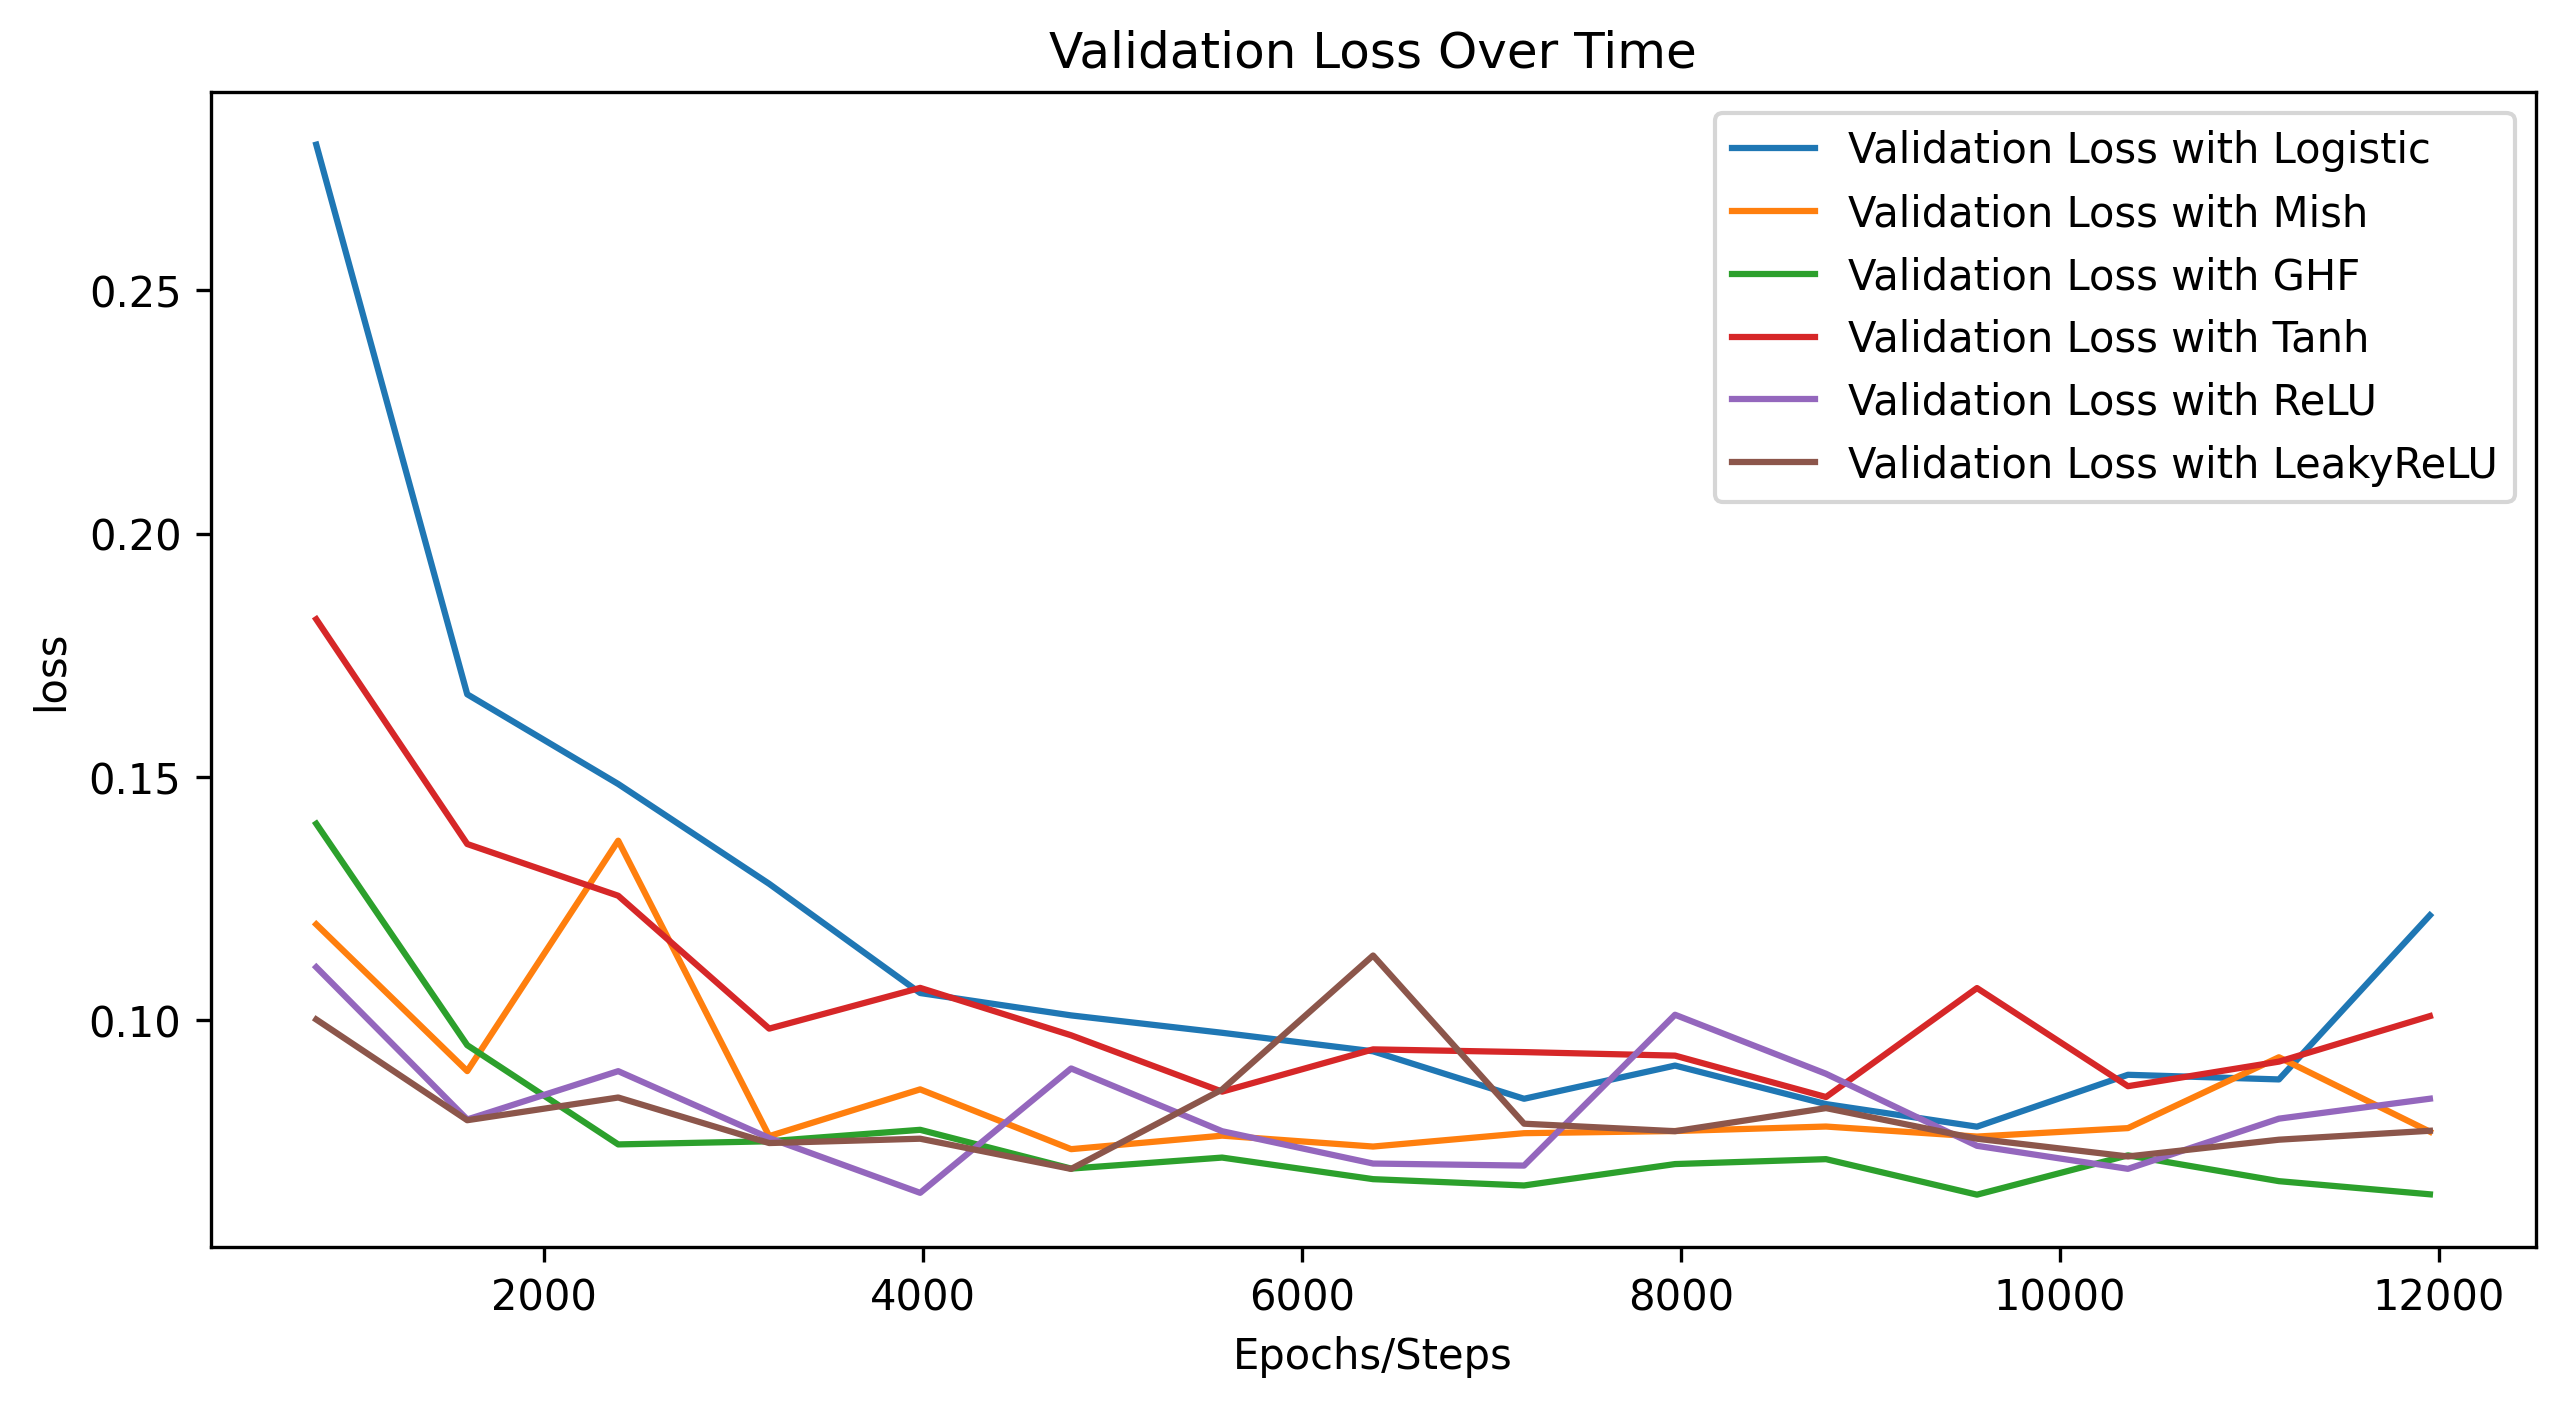 Validation Loss Over Time
Validation Loss with Logistic
Validation Loss with Mish
Validation Loss with GHF
Validation Loss with Tanh
Validation Loss with ReLU
Validation Loss with LeakyReLU
loss
0.25
0.20
0.15
0.10
2000 4000 6000 8000 10000 12000
Epochs/Steps